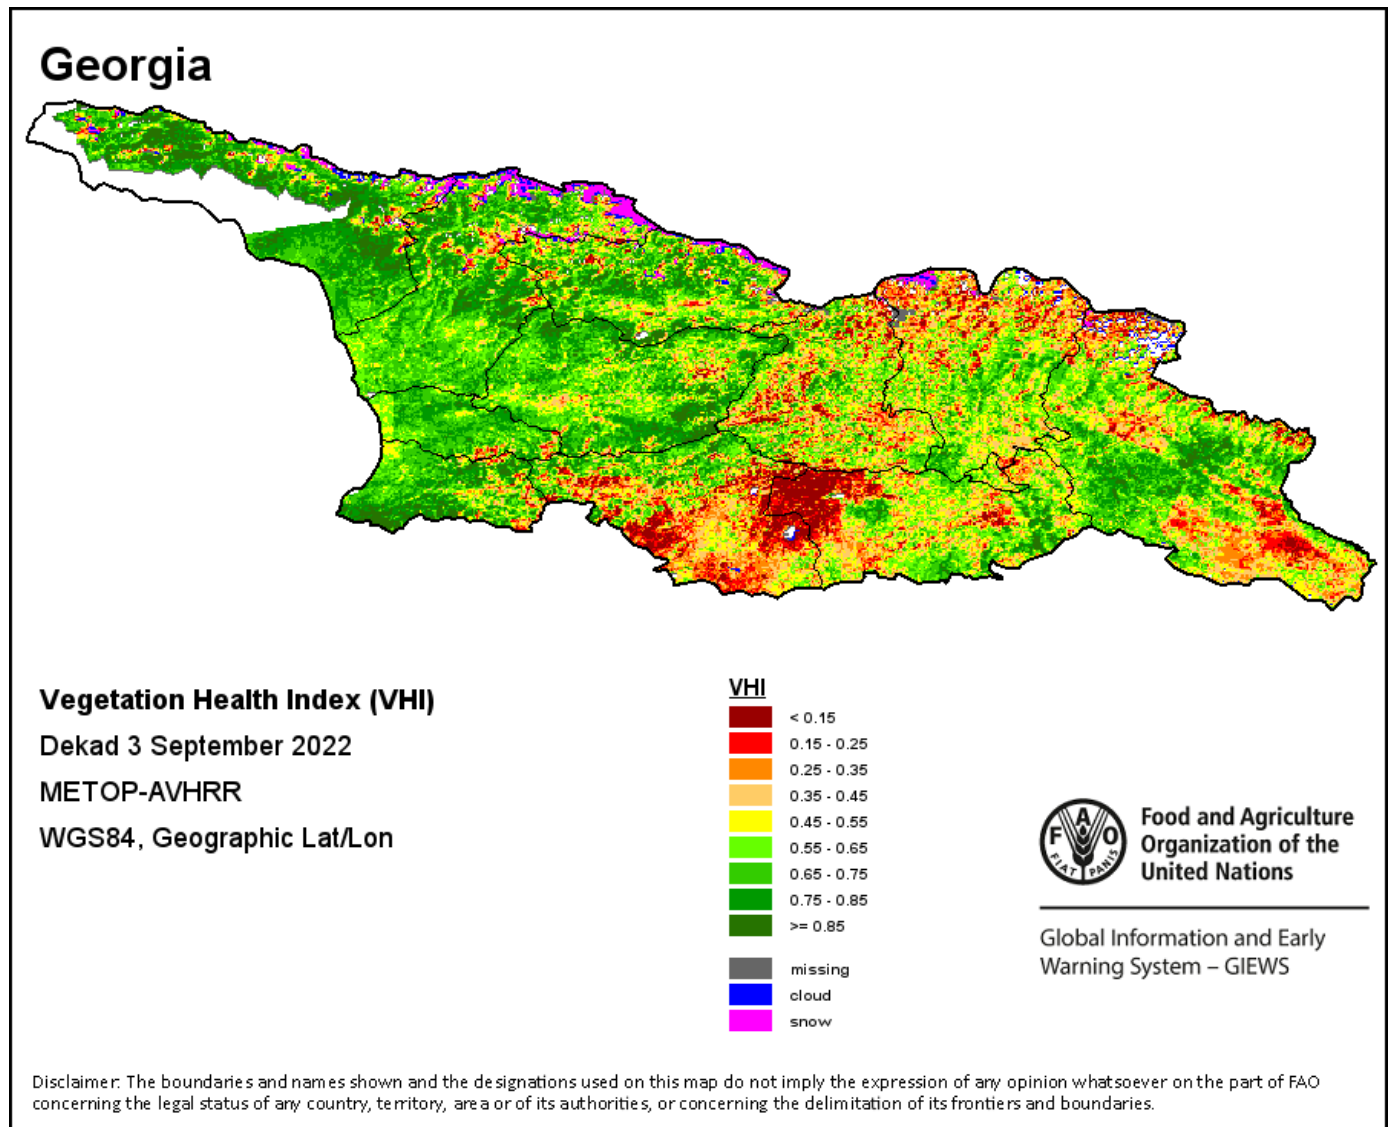 Georgia
Vegetation Health Index (VHI)
Dekad 3 September 2022
METOP-AVHRR
WGS84, Geographic Lat/Lon
VHI
< 0.15
0.15 - 0.25
0.25 - 0.35
0.35 - 0.45
0.45 - 0.55
0.55 - 0.65
0.65 - 0.75
0.75 - 0.85
>= 0.85
missing
cloud
snow
F A O
FIAT PANIS
Food and Agriculture
Organization of the
United Nations
Global Information and Early
Warning System – GIEWS
Disclaimer: The boundaries and names shown and the designations used on this map do not imply the expression of any opinion whatsoever on the part of FAO
concerning the legal status of any country, territory, area or of its authorities, or concerning the delimitation of its frontiers and boundaries.